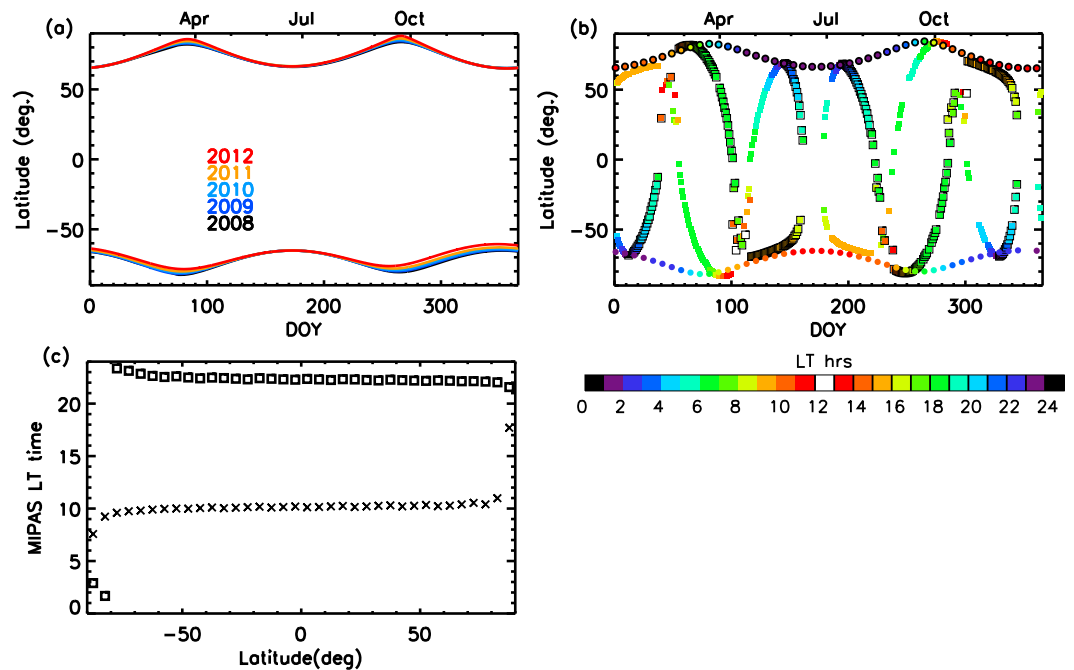 (a)
Apr Jul Oct
50
0
-50
Latitude (deg.)
2012
2011
2010
2009
2008
0 100 200 300
DOY
(b)
Apr Jul Oct
50
0
-50
Latitude (deg.)
0 100 200 300
DOY
LT hrs
0 2 4 6 8 10 12 14 16 18 20 22 24
(c)
20
15
10
5
0
MIPAS LT time
-50 0 50
Latitude(deg)